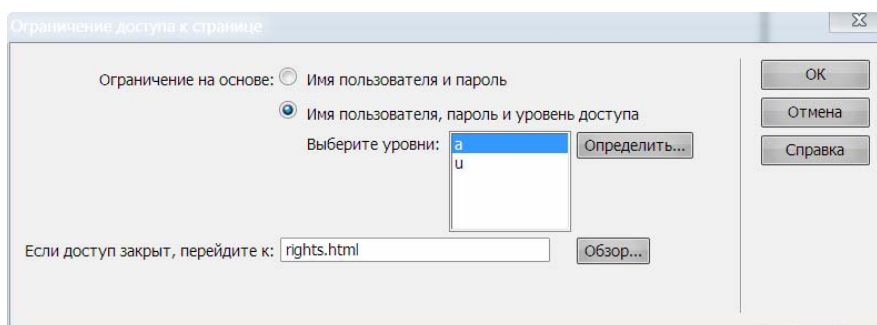 Ограничение доступа к странице
Ограничение на основе: Имя пользователя и пароль
Имя пользователя, пароль и уровень доступа
Выберите уровни: a
u
Определить...
Если доступ закрыт, перейдите к: rights.html
Обзор...
OK
Отмена
Справка